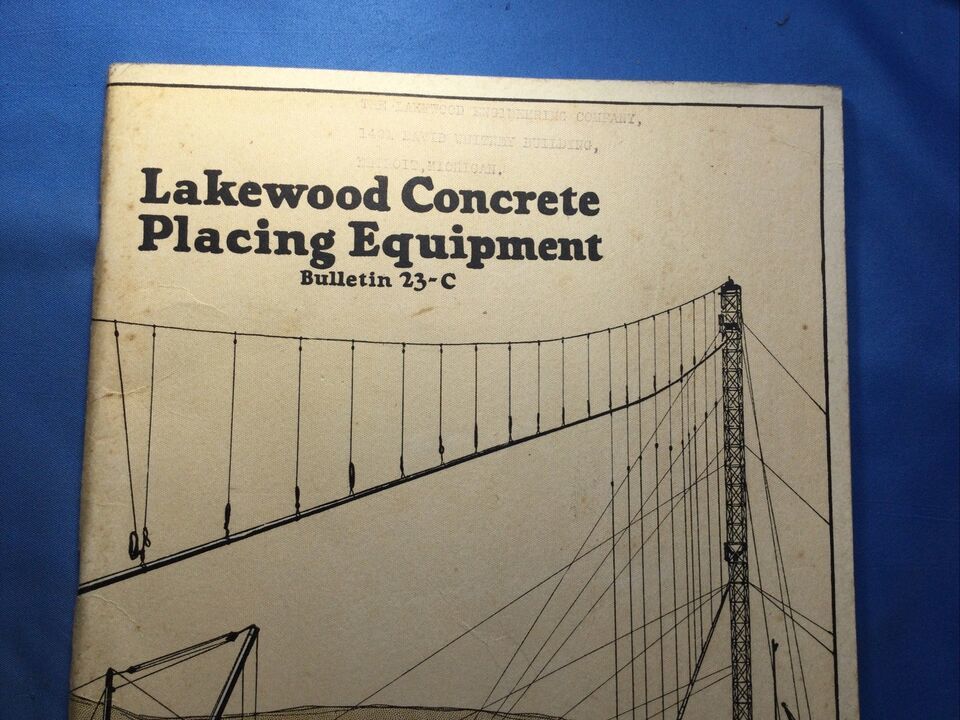 THE LAKEWOOD ENGINEERING COMPANY,
DAVID WHITNEY BUILDING,
DETROIT, MICHIGAN.
Lakewood Concrete
Placing Equipment
Bulletin 23-C